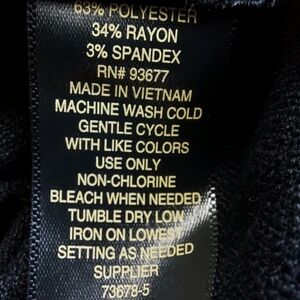 63% POLYESTER
34% RAYON
3% SPANDEX
RN# 93677
MADE IN VIETNAM
MACHINE WASH COLD
GENTLE CYCLE
WITH LIKE COLORS
USE ONLY
NON-CHLORINE
BLEACH WHEN NEEDED
TUMBLE DRY LOW
IRON ON LOWEST
SETTING AS NEEDED
SUPPLIER
73678-5